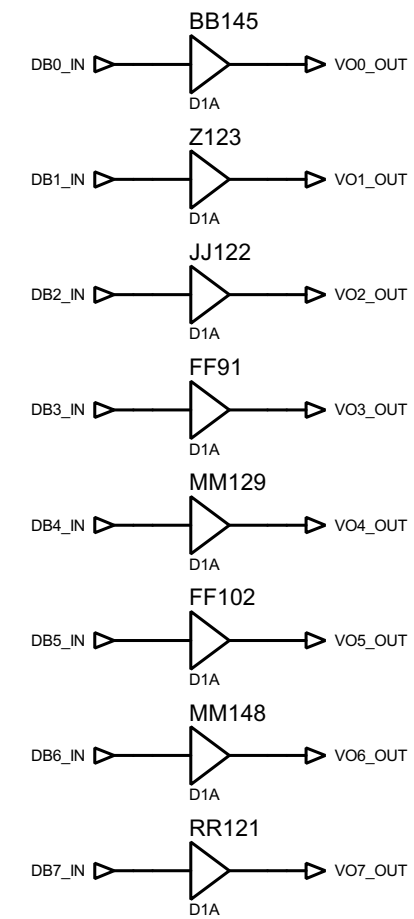 BB145
DB0_IN VO0_OUT
D1A
Z123
DB1_IN VO1_OUT
D1A
JJ122
DB2_IN VO2_OUT
D1A
FF91
DB3_IN VO3_OUT
D1A
MM129
DB4_IN VO4_OUT
D1A
FF102
DB5_IN VO5_OUT
D1A
MM148
DB6_IN VO6_OUT
D1A
RR121
DB7_IN VO7_OUT
D1A